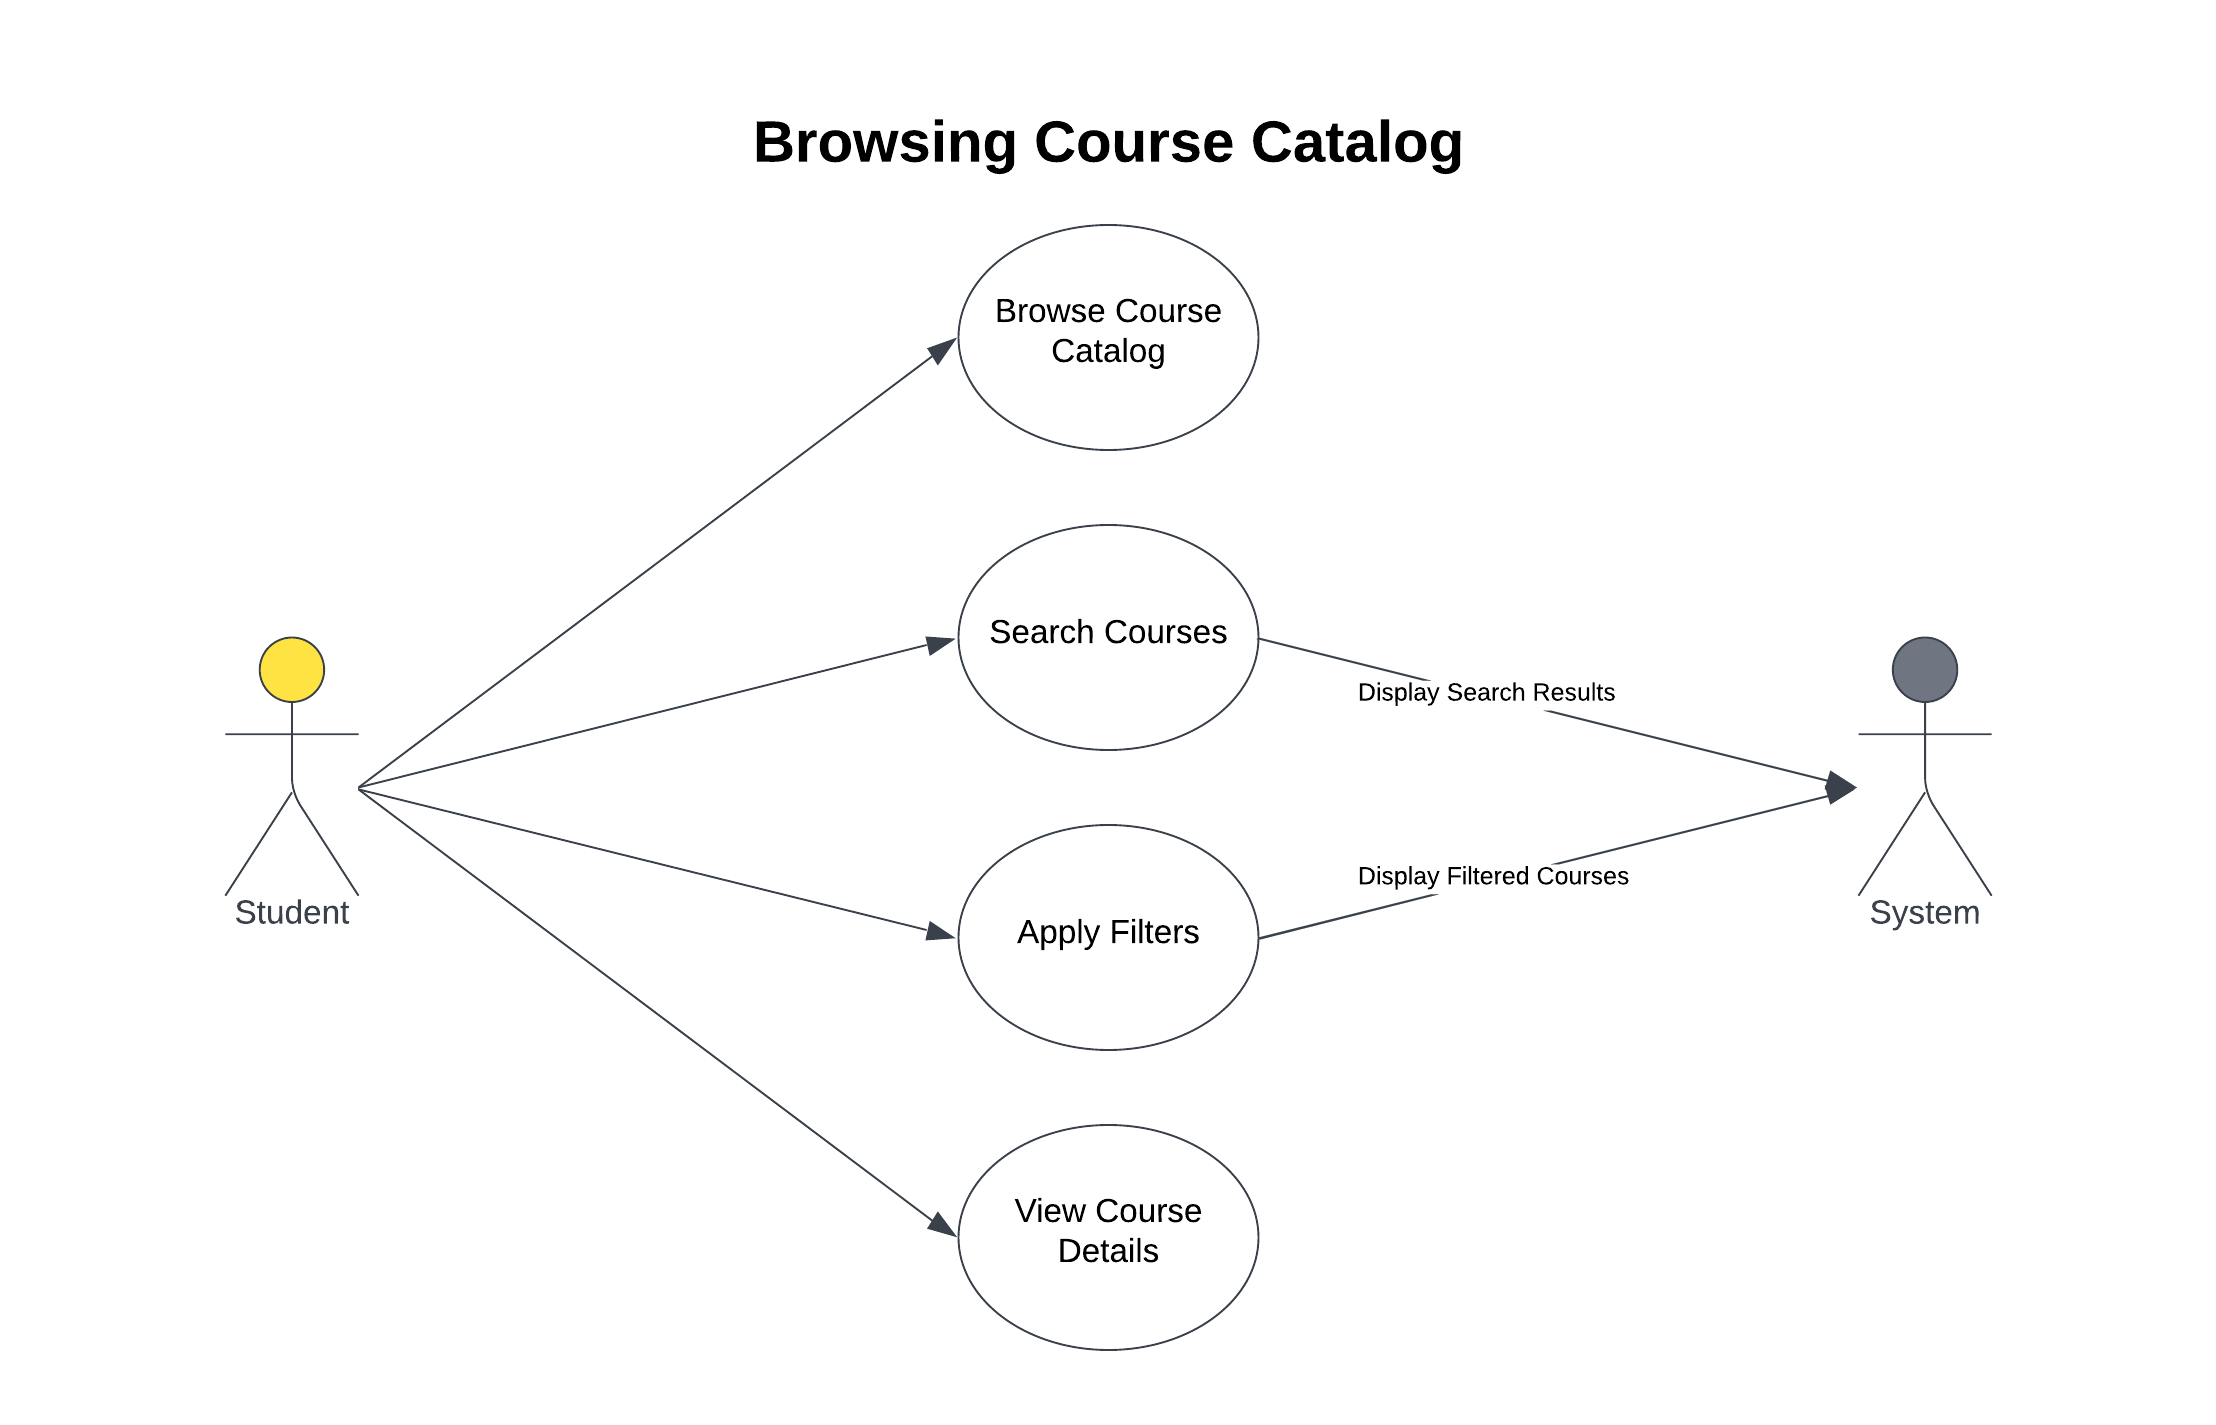 Browsing Course Catalog
Browse Course
Catalog
Search Courses
Display Search Results
Student
System
Display Filtered Courses
Apply Filters
View Course
Details